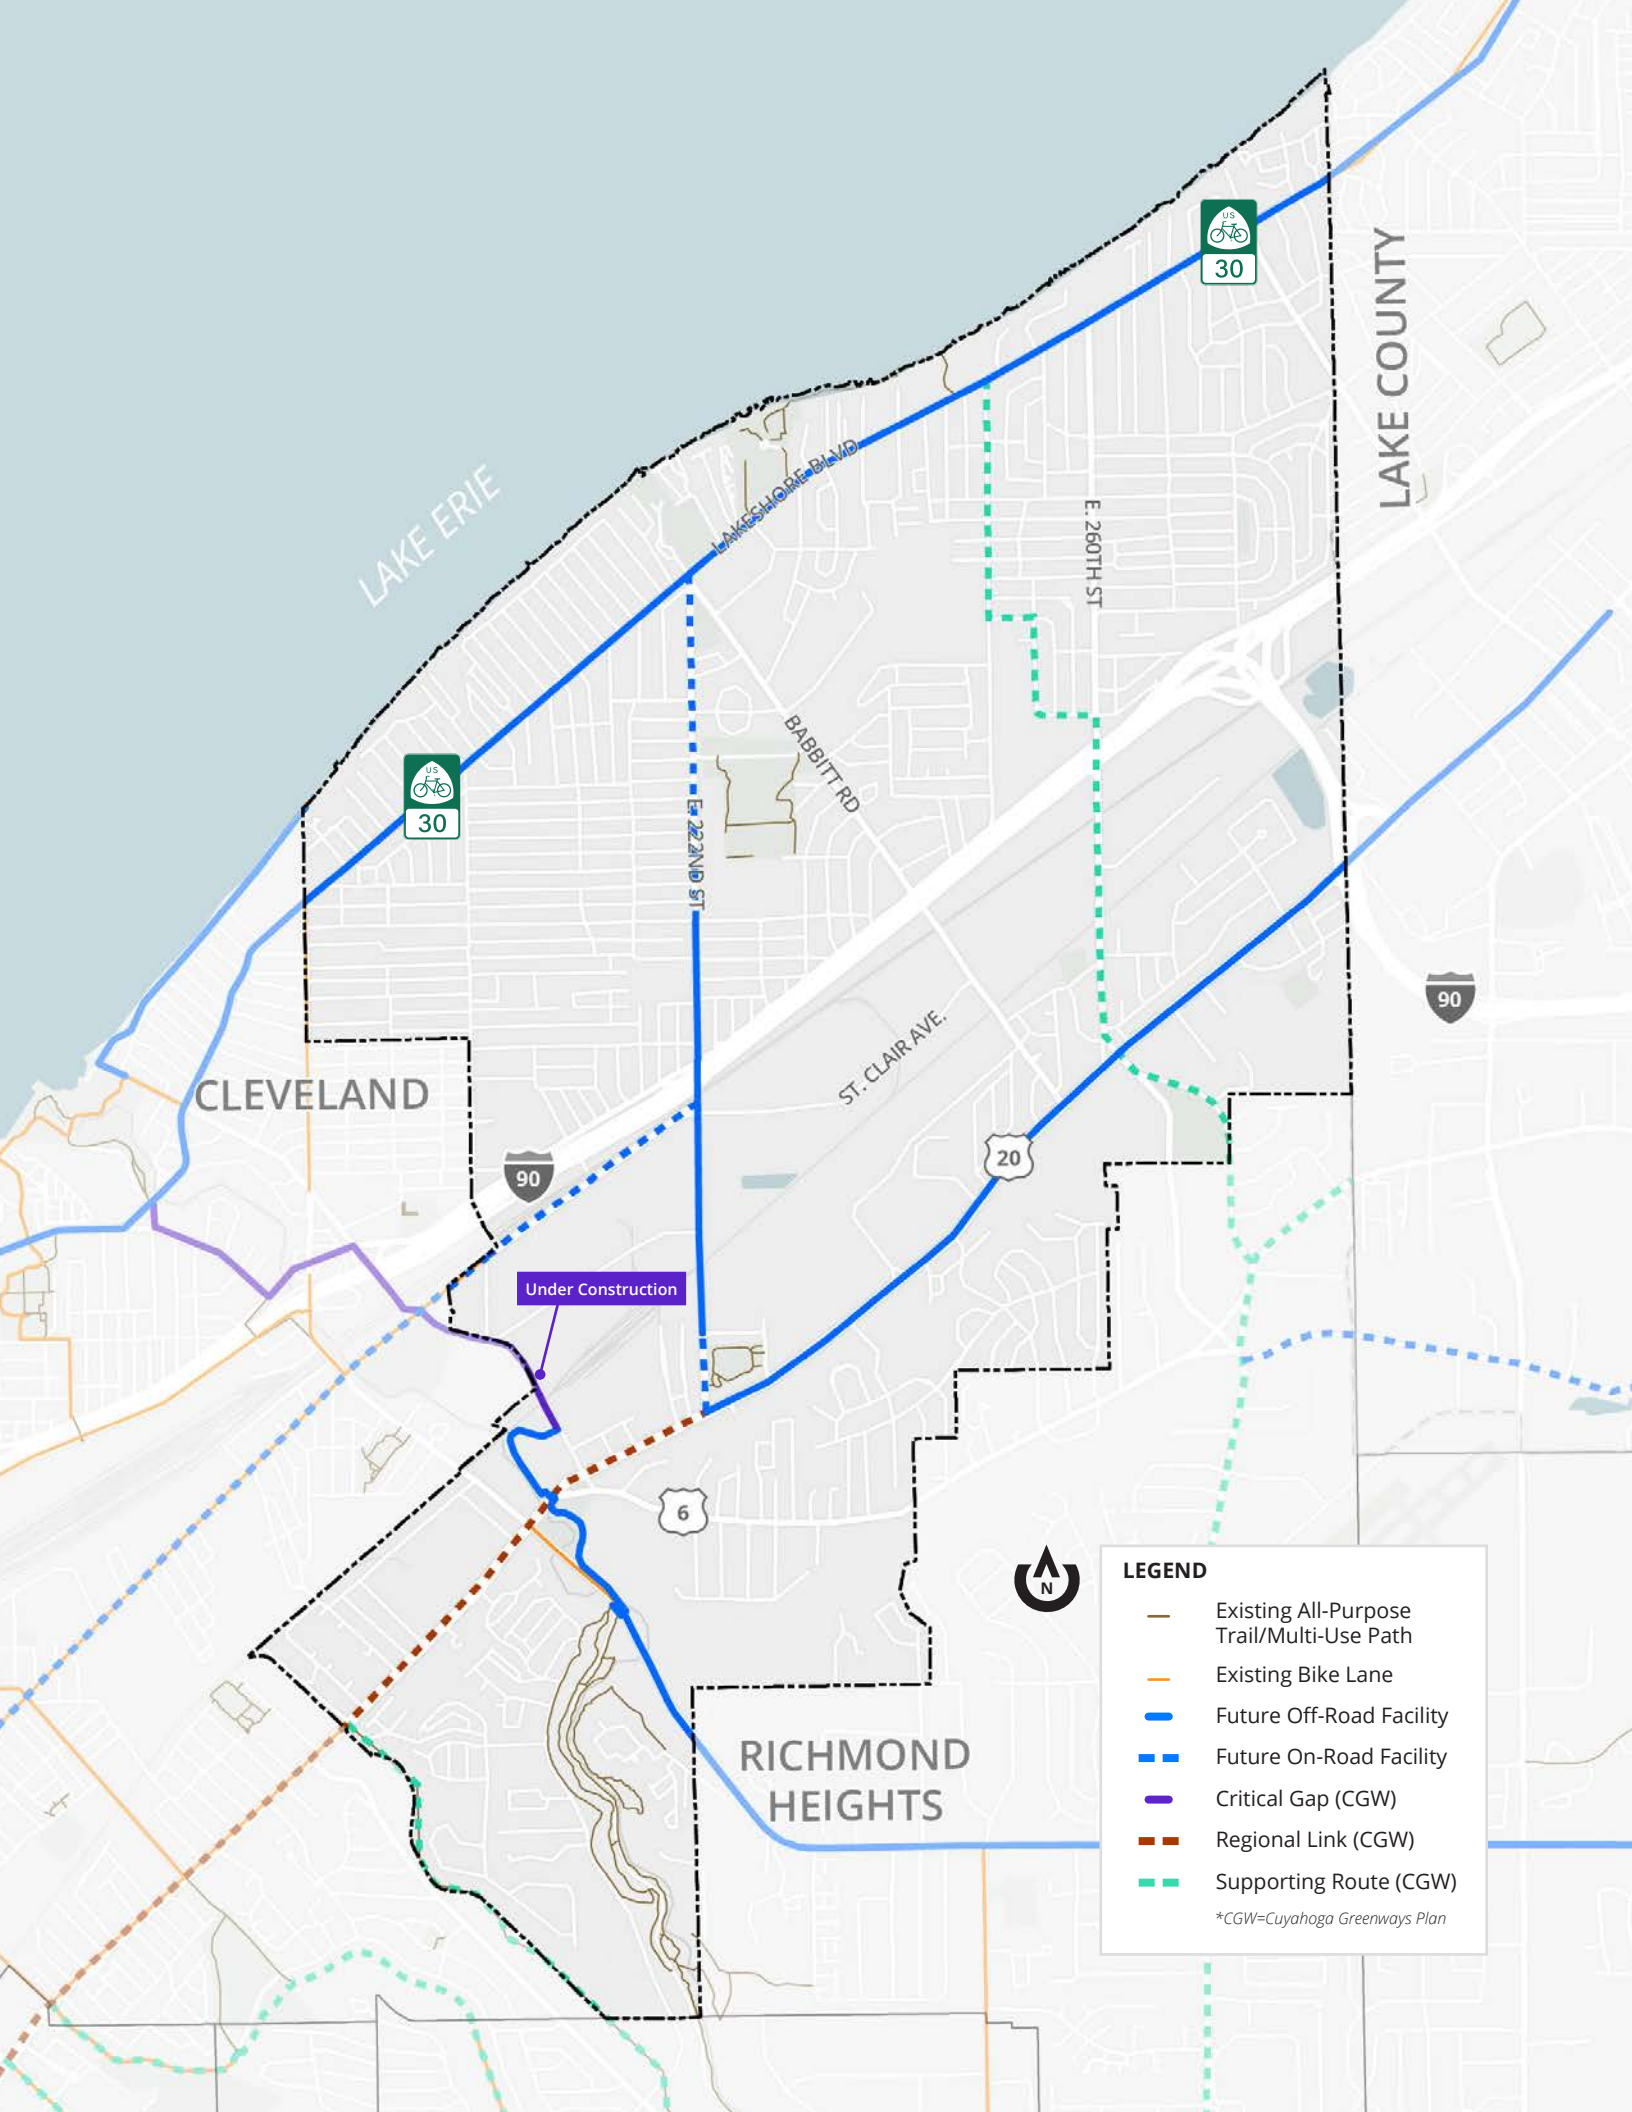 US
30
LAKE COUNTY
LAKESHORE BLVD
LAKE ERIE
E. 260TH ST
BABBITT RD
US
30
E. 222ND ST
90
ST. CLAIR AVE.
CLEVELAND
20
90
Under Construction
6
N
LEGEND
Existing All-Purpose
Trail/Multi-Use Path
Existing Bike Lane
Future Off-Road Facility
Future On-Road Facility
Critical Gap (CGW)
Regional Link (CGW)
Supporting Route (CGW)
*CGW=Cuyahoga Greenways Plan
RICHMOND
HEIGHTS